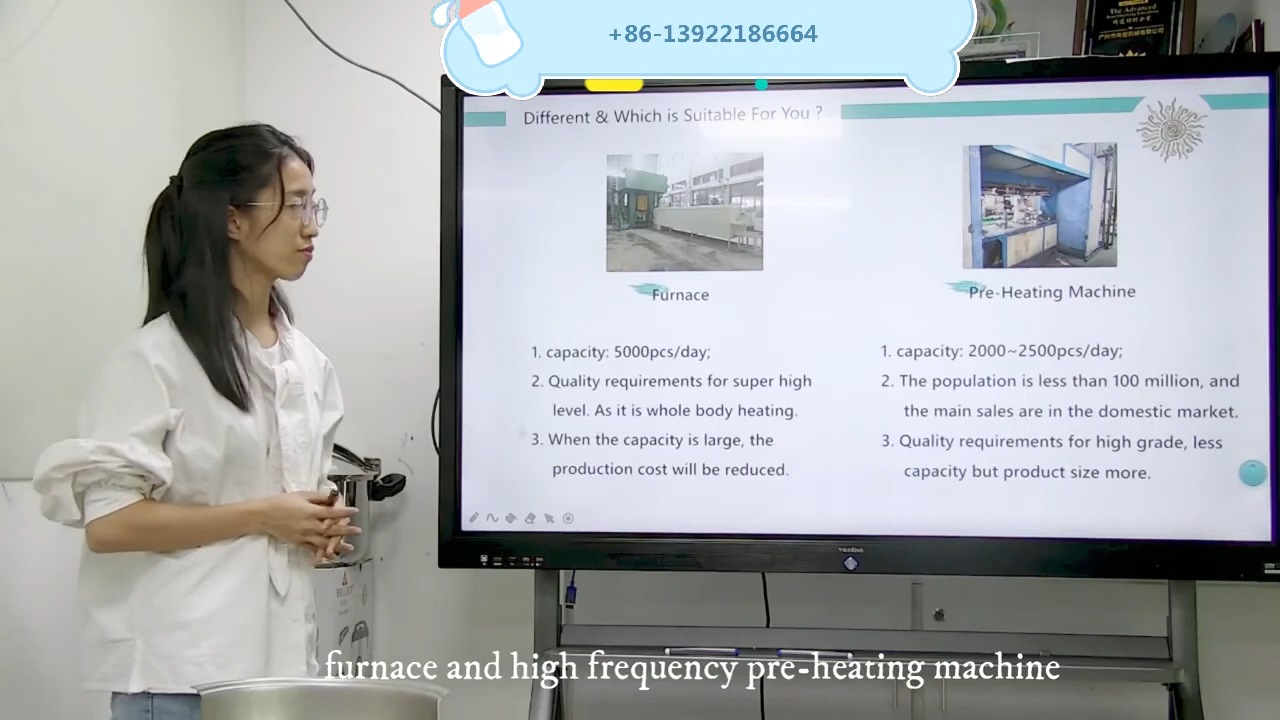 +86-13922186664
The Advanced
Different & Which is Suitable For You ?
Furnace
Pre-Heating Machine
1. capacity: 5000pcs/day;
2. Quality requirements for super high
level. As it is whole body heating.
3. When the capacity is large, the
production cost will be reduced.
1. capacity: 2000~2500pcs/day;
2. The population is less than 100 million, and
the main sales are in the domestic market.
3. Quality requirements for high grade, less
capacity but product size more.
furnace and high frequency pre-heating machine